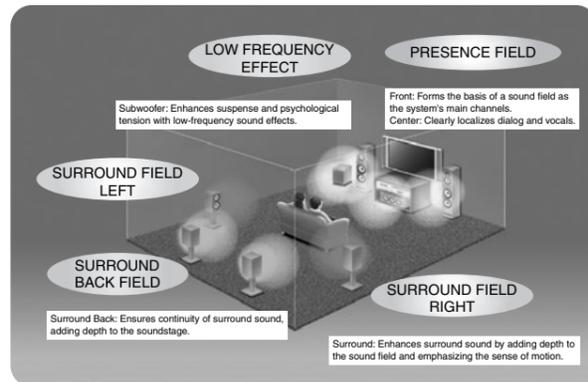 LOW FREQUENCY
EFFECT
PRESENCE FIELD
Subwoofer: Enhances suspense and psychological
tension with low-frequency sound effects.
Front: Forms the basis of a sound field as
the system's main channels.
Center: Clearly localizes dialog and vocals.
SURROUND FIELD
LEFT
SURROUND
BACK FIELD
SURROUND FIELD
RIGHT
Surround Back: Ensures continuity of surround sound,
adding depth to the soundstage.
Surround: Enhances surround sound by adding depth to
the sound field and emphasizing the sense of motion.